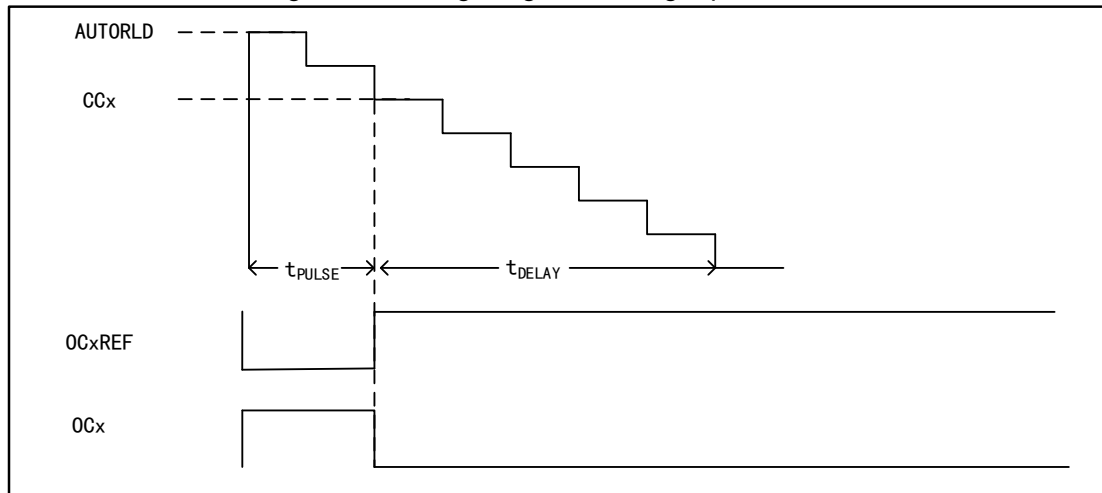 AUTORLD
CCx
tPULSE
tDELAY
OCxREF
OCx